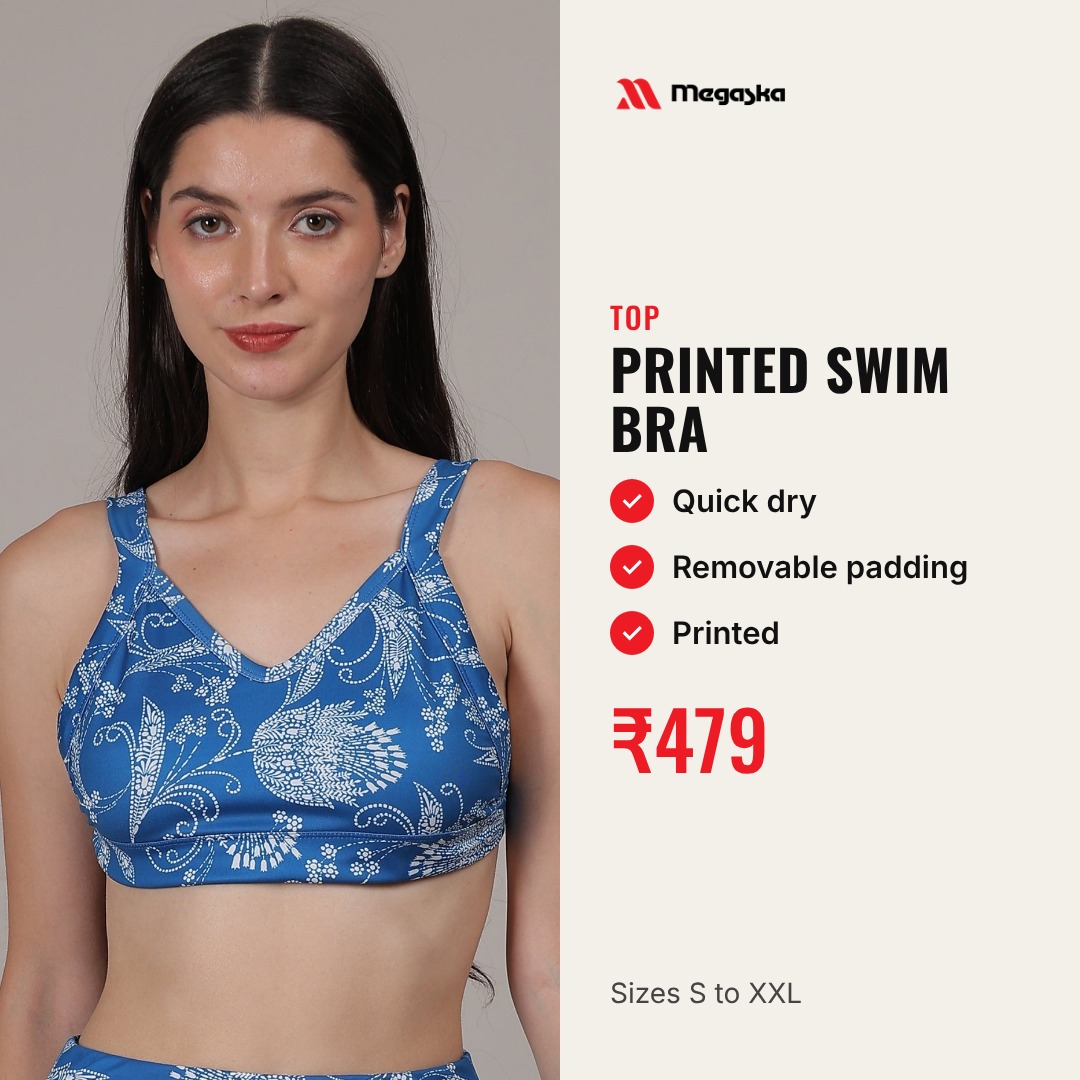 Megaska
TOP
PRINTED SWIM
BRA
Quick dry
Removable padding
Printed
₹479
Sizes S to XXL